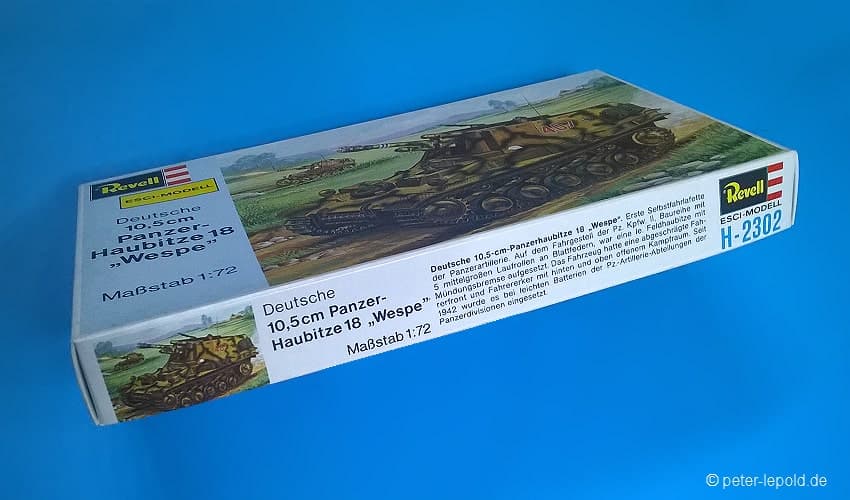 Revell
ESCI-MODELL
Deutsche
10,5cm
Panzer-
Haubitze 18
„Wespe”
Maßstab 1:72
467
Deutsche
10,5cm Panzer-
Haubitze 18 „Wespe”
Maßstab 1:72
Deutsche 10,5-cm-Panzerhaubitze 18 „Wespe”. Erste Selbstfahrlafette
der Panzerartillerie. Auf dem Fahrgestell der Pz. Kpfw II, Baureihe mit
5 mittelgroßen Laufrollen an Blattfedern, war eine le. Feldhaubitze mit
Mündungsbremse aufgesetzt. Das Fahrzeug hatte eine abgeschrägte Fah-
rerfront und Fahrererker mit hinten und oben offenem Kampfraum. Seit
1942 wurde es bei leichten Batterien der Pz.-Artillerie-Abteilungen der
Panzerdivisionen eingesetzt.
Revell
ESCI-MODELL
H-2302
© peter-lepold.de